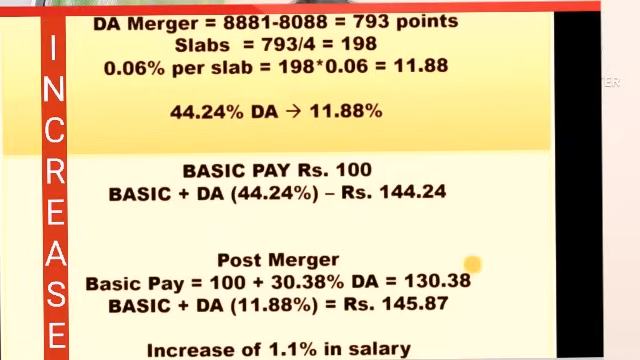 INCREASE
DA Merger = 8881-8088 = 793 points
Slabs = 793/4 = 198
0.06% per slab = 198*0.06 = 11.88
44.24% DA → 11.88%
BASIC PAY Rs. 100
BASIC + DA (44.24%) – Rs. 144.24
Post Merger
Basic Pay = 100 + 30.38% DA = 130.38
BASIC + DA (11.88%) = Rs. 145.87
Increase of 1.1% in salary